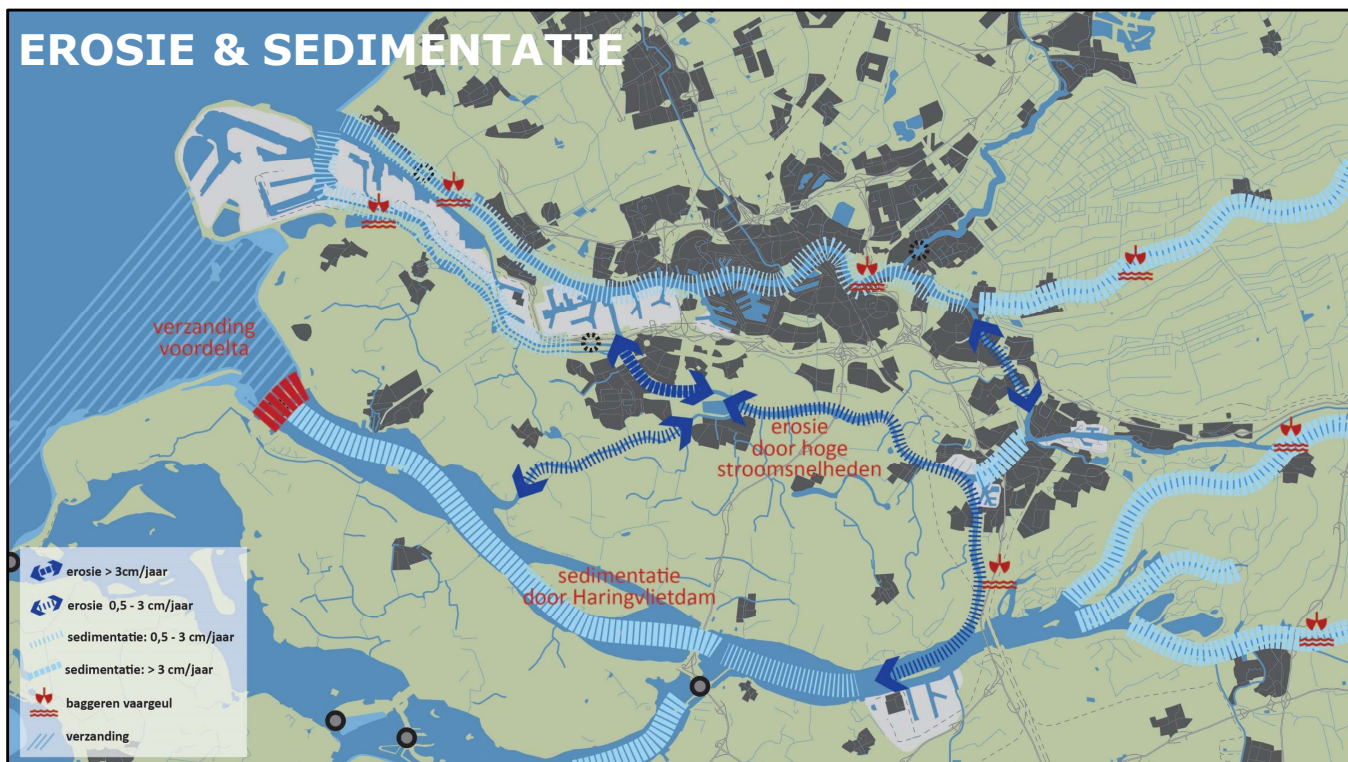 EROSIE & SEDIMENTATIE
verzanding
voordelta
erosie
door hoge
stroomsnelheden
sedimentatie
door Haringvlietdam
erosie > 3cm/jaar
erosie 0,5 - 3 cm/jaar
sedimentatie: 0,5 - 3 cm/jaar
sedimentatie: > 3 cm/jaar
baggeren vaargeul
verzanding